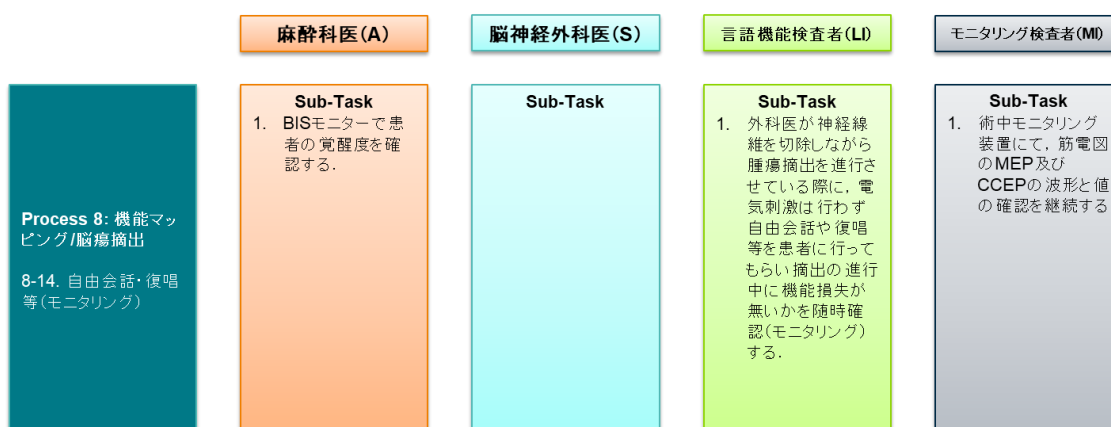 麻酔科医(A)
脳神経外科医(S)
言語機能検査者(LI)
モニタリング検査者(MI)
Process 8: 機能マッ
ピング/脳瘍摘出
8-14. 自由会話・復唱
等(モニタリング)
Sub-Task
1. BISモニターで患
者の覚醒度を確
認する.
Sub-Task
Sub-Task
1. 外科医が神経線
維を切除しながら
腫瘍摘出を進行さ
せている際に, 電
気刺激は行わず
自由会話や復唱
等を患者に行って
もらい摘出の進行
中に機能損失が
無いかを随時確
認(モニタリング)
する.
Sub-Task
1. 術中モニタリング
装置にて, 筋電図
のMEP及び
CCEPの波形と値
の確認を継続する